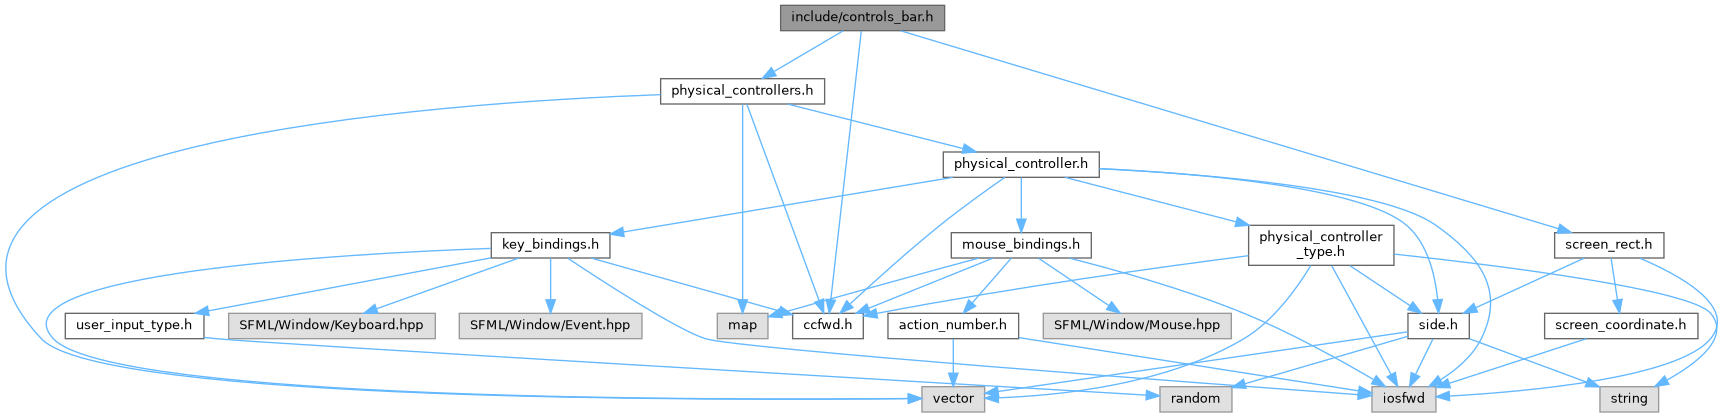 include/controls_bar.h
physical_controllers.h
physical_controller.h
key_bindings.h
mouse_bindings.h
physical_controller
_type.h
screen_rect.h
user_input_type.h
SFML/Window/Keyboard.hpp
SFML/Window/Event.hpp
map
ccfwd.h
action_number.h
SFML/Window/Mouse.hpp
side.h
screen_coordinate.h
vector
random
iosfwd
string